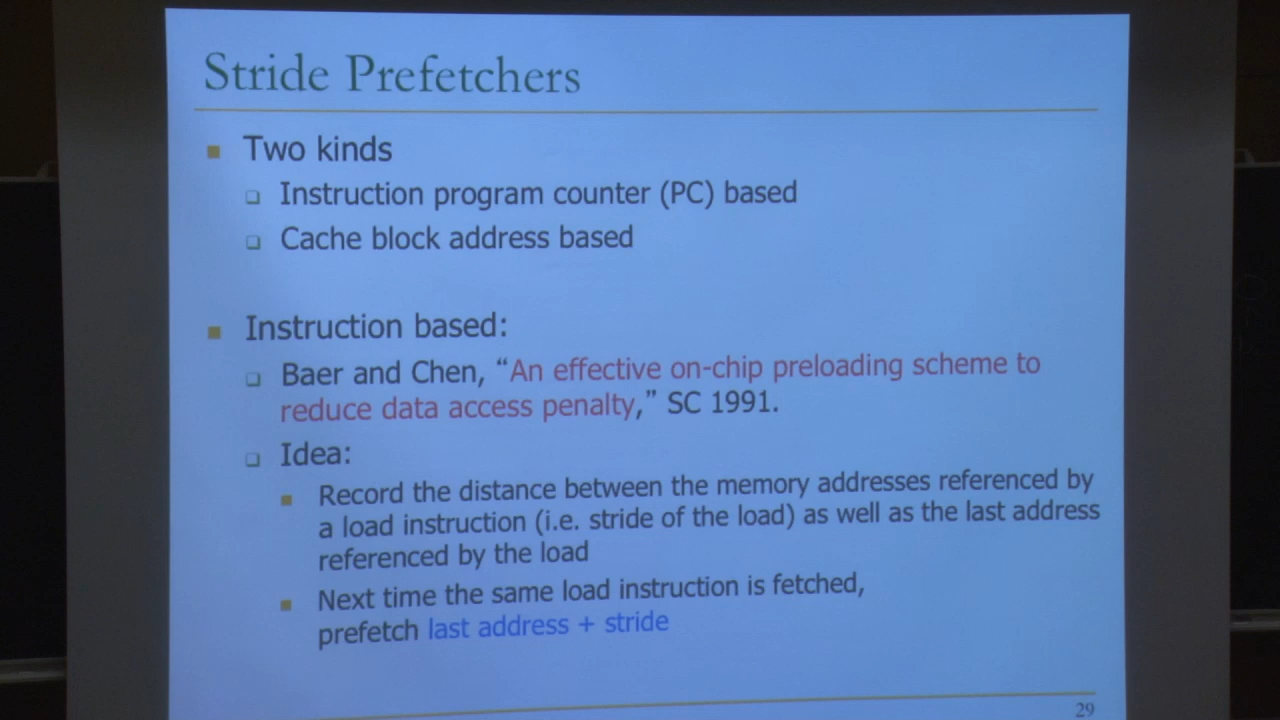 Stride Prefetchers
Two kinds
Instruction program counter (PC) based
Cache block address based
Instruction based:
Baer and Chen, “An effective on-chip preloading scheme to
reduce data access penalty,” SC 1991.
Idea:
Record the distance between the memory addresses referenced by
a load instruction (i.e. stride of the load) as well as the last address
referenced by the load
Next time the same load instruction is fetched,
prefetch last address + stride
29